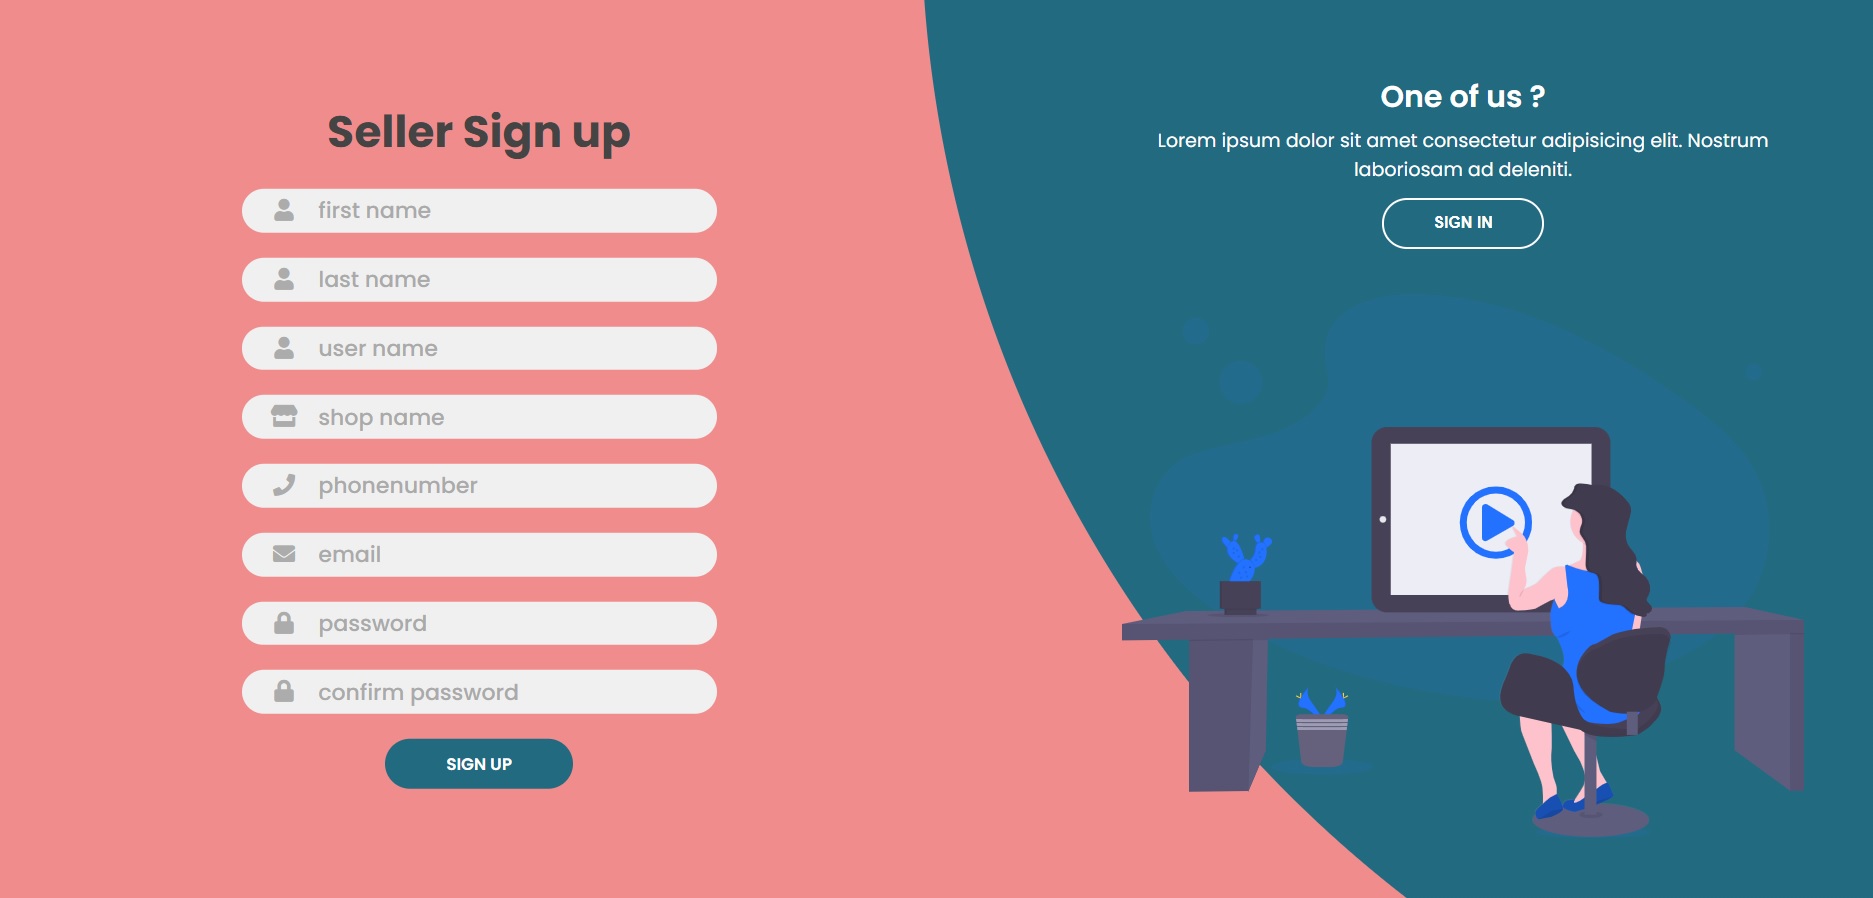 Seller Sign up
first name
last name
user name
shop name
phonenumber
email
password
confirm password
SIGN UP
One of us ?
Lorem ipsum dolor sit amet consectetur adipisicing elit. Nostrum
laboriosam ad deleniti.
SIGN IN